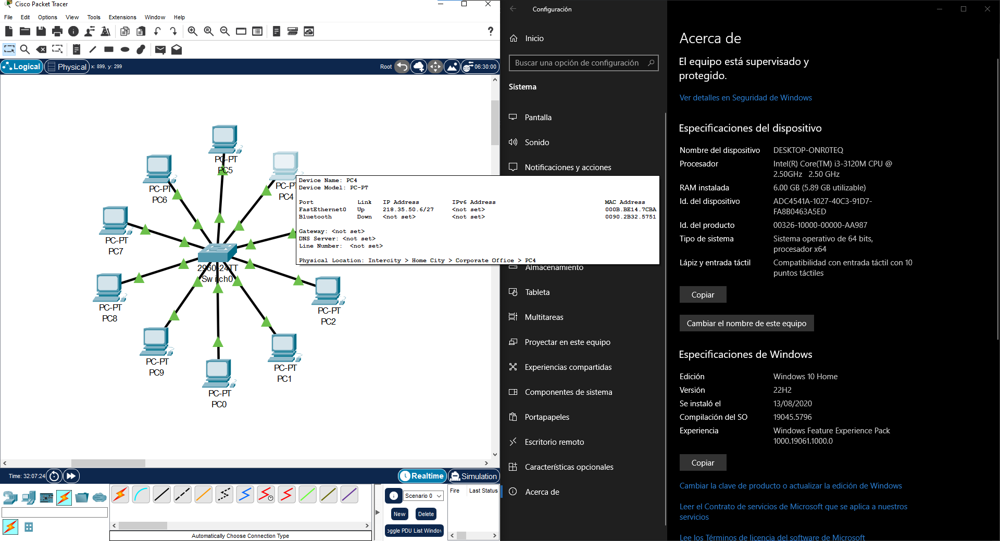 Cisco Packet Tracer
File Edit Options View Tools Extensions Window Help
?
Logical Physical x: 899, y: 299 Root 06:30:00
PC-PT
PC5
PC-PT
PC6
PC-PT
PC4
PC-PT
PC7
2960-24TT
Switch0
PC-PT
PC8
PC-PT
PC2
PC-PT
PC9
PC-PT
PC1
PC-PT
PC0
Device Name: PC4
Device Model: PC-PT
Port Link IP Address IPv6 Address MAC Address
FastEthernet0 Up 218.35.50.6/27 <not set> 000B.BE14.7CBA
Bluetooth Down <not set> <not set> 0090.2B32.5751
Gateway: <not set>
DNS Server: <not set>
Line Number: <not set>
Physical Location: Intercity > Home City > Corporate Office > PC4
Time: 32:07:24 Realtime Simulation
Scenario 0
New Delete
oggle PDU List Windov
Fire Last Status
Automatically Choose Connection Type
Configuración
Inicio
Buscar una opción de configuración
Sistema
Pantalla
Sonido
Notificaciones y acciones
Almacenamiento
Tableta
Multitareas
Proyectar en este equipo
Experiencias compartidas
Componentes de sistema
Portapapeles
Escritorio remoto
Características opcionales
Acerca de
Acerca de
El equipo está supervisado y
protegido.
Ver detalles en Seguridad de Windows
Especificaciones del dispositivo
Nombre del dispositivo DESKTOP-ONR0TEQ
Procesador Intel(R) Core(TM) i3-3120M CPU @
2.50GHz 2.50 GHz
RAM instalada 6.00 GB (5.89 GB utilizable)
Id. del dispositivo ADC4541A-1027-40C3-91D7-
FA8B0463A5ED
Id. del producto 00326-10000-00000-AA987
Tipo de sistema Sistema operativo de 64 bits,
procesador x64
Lápiz y entrada táctil Compatibilidad con entrada táctil con 10
puntos táctiles
Copiar
Cambiar el nombre de este equipo
Especificaciones de Windows
Edición Windows 10 Home
Versión 22H2
Se instaló el 13/08/2020
Compilación del SO 19045.5796
Experiencia Windows Feature Experience Pack
1000.19061.1000.0
Copiar
Cambiar la clave de producto o actualizar la edición de Windows
Leer el Contrato de servicios de Microsoft que se aplica a nuestros
servicios
Lee los Términos de licencia del software de Microsoft